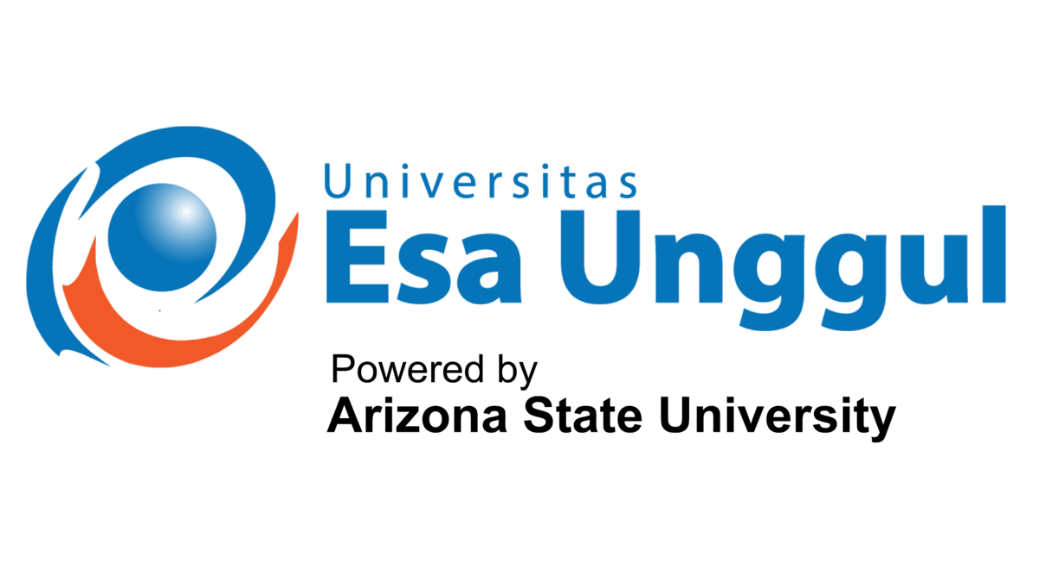 Universitas
Esa Unggul
Powered by
Arizona State University